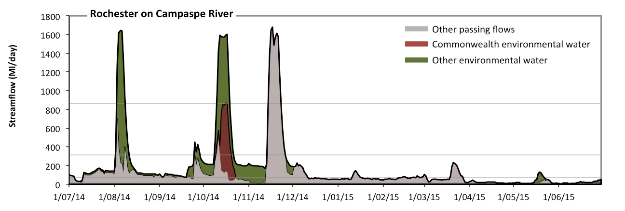 Rochester on Campaspe River
Streamflow (Ml/day)
1800
1600
1400
1200
1000
800
600
400
200
0
Other passing flows
Commonwealth environmental water
Other environmental water
1/07/14 1/08/14 1/09/14 1/10/14 1/11/14 1/12/14 1/01/15 1/02/15 1/03/15 1/04/15 1/05/15 1/06/15